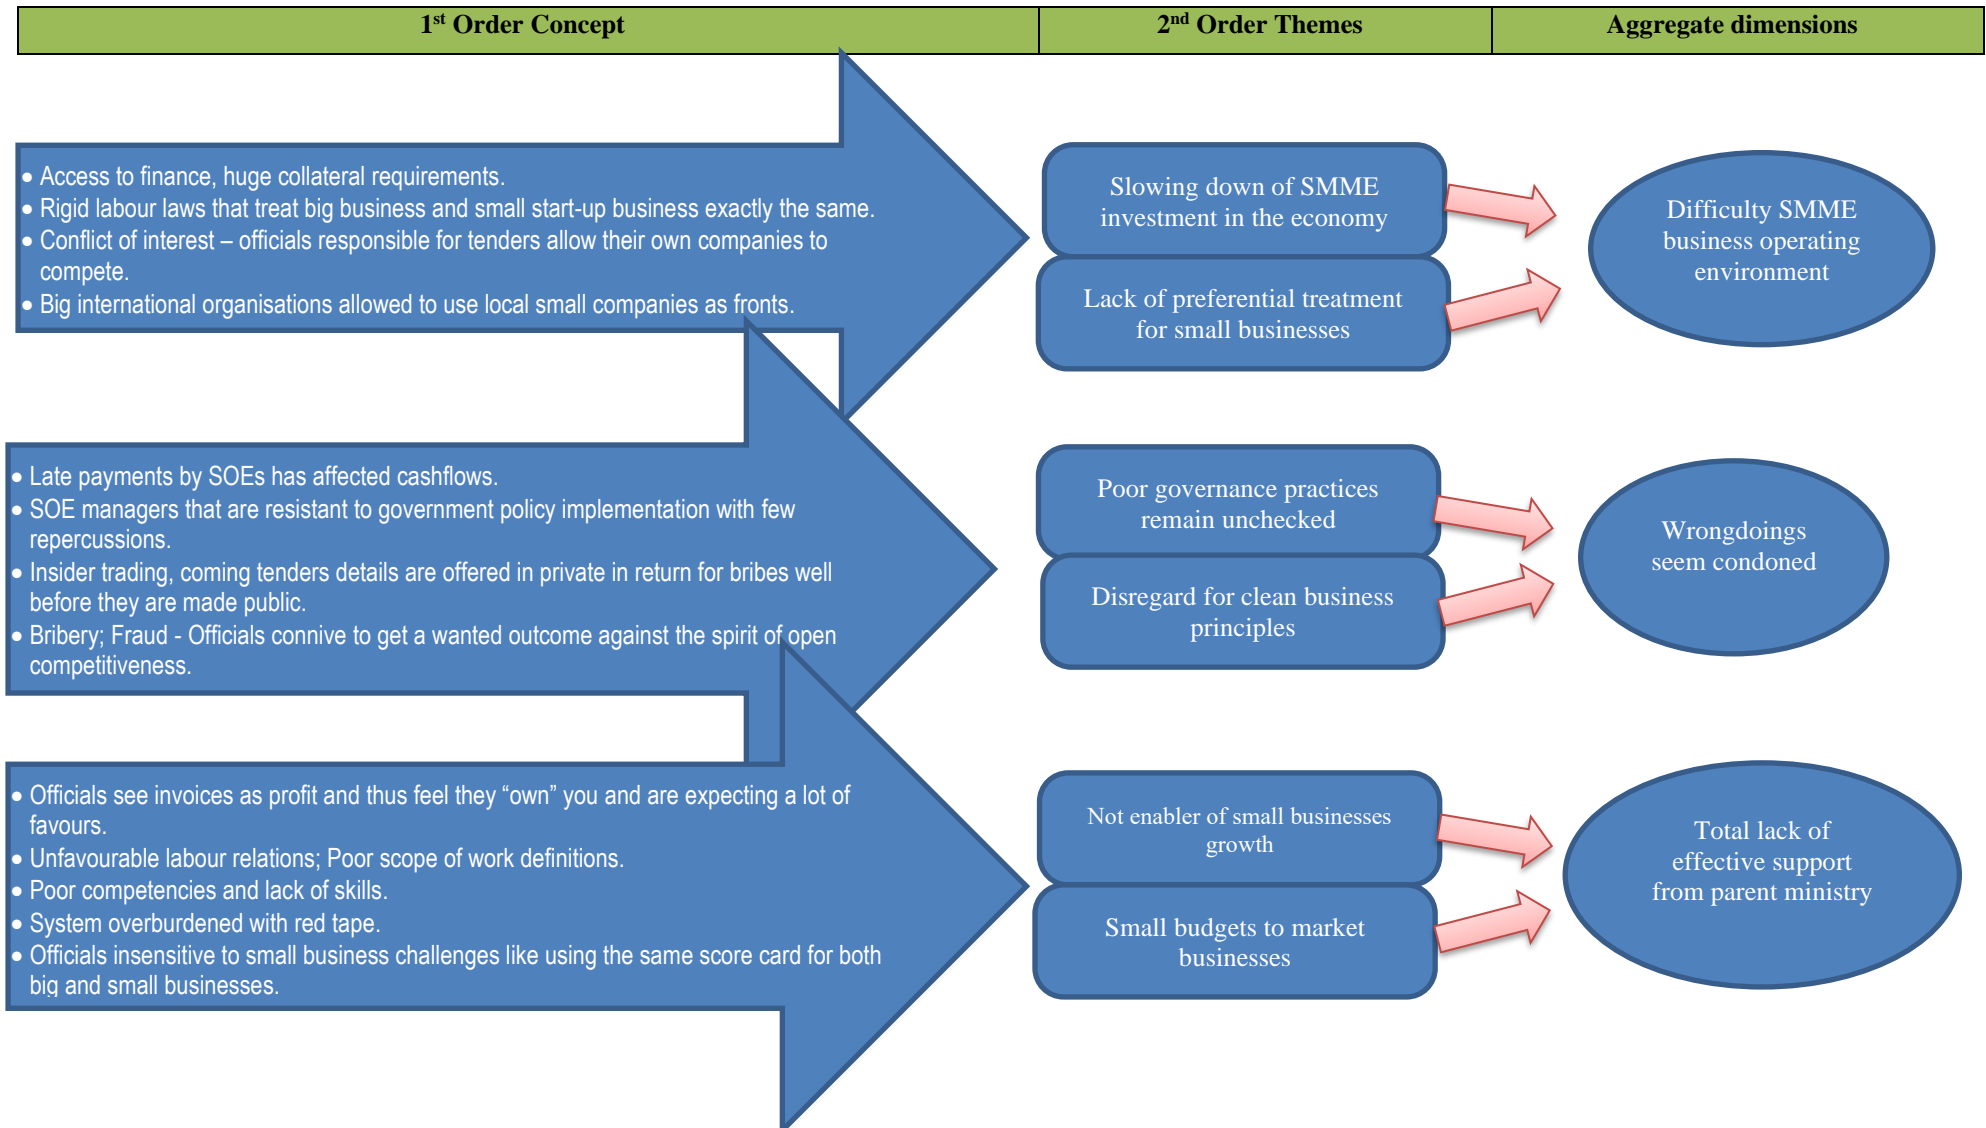 1st Order Concept
2nd Order Themes
Aggregate dimensions
• Access to finance, huge collateral requirements.
• Rigid labour laws that treat big business and small start-up business exactly the same.
• Conflict of interest – officials responsible for tenders allow their own companies to
compete.
• Big international organisations allowed to use local small companies as fronts.
Slowing down of SMME
investment in the economy
Lack of preferential treatment
for small businesses
Difficulty SMME
business operating
environment
• Late payments by SOEs has affected cashflows.
• SOE managers that are resistant to government policy implementation with few
repercussions.
• Insider trading, coming tenders details are offered in private in return for bribes well
before they are made public.
• Bribery; Fraud - Officials connive to get a wanted outcome against the spirit of open
competitiveness.
Poor governance practices
remain unchecked
Disregard for clean business
principles
Wrongdoings
seem condoned
• Officials see invoices as profit and thus feel they “own” you and are expecting a lot of
favours.
• Unfavourable labour relations; Poor scope of work definitions.
• Poor competencies and lack of skills.
• System overburdened with red tape.
• Officials insensitive to small business challenges like using the same score card for both
big and small businesses.
Not enabler of small businesses
growth
Small budgets to market
businesses
Total lack of
effective support
from parent ministry